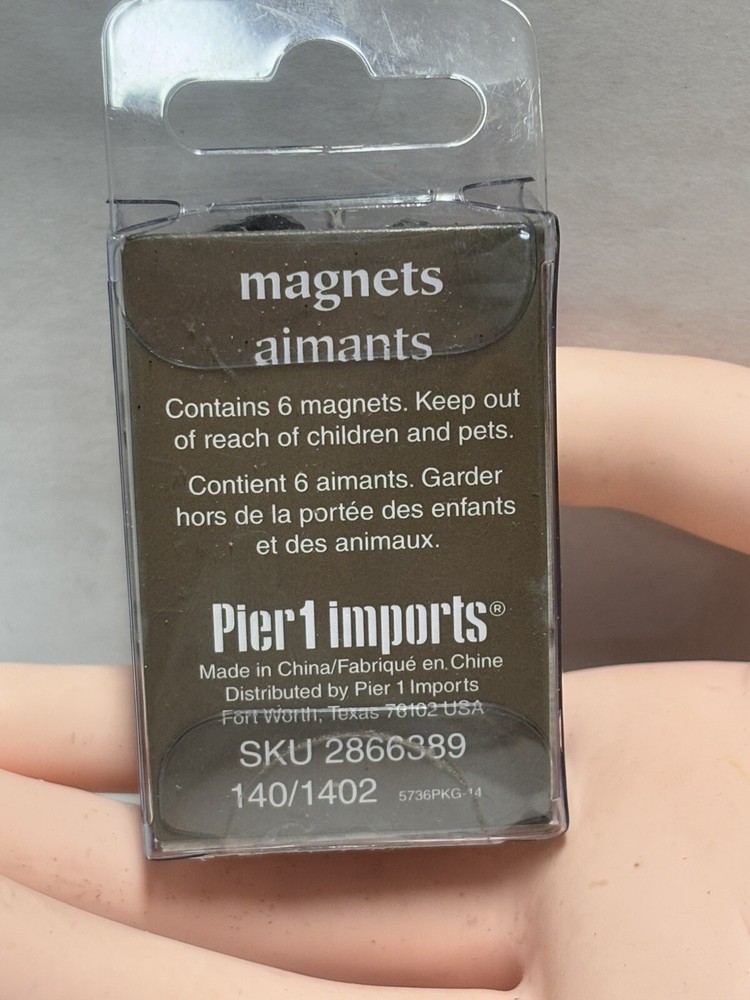 magnets
aimants
Contains 6 magnets. Keep out
of reach of children and pets.
Contient 6 aimants. Garder
hors de la portée des enfants
et des animaux.
Pier 1 imports®
Made in China/Fabriqué en Chine
Distributed by Pier 1 Imports
Fort Worth, Texas 76102 USA
SKU 2866389
140/1402 5736PKG-14